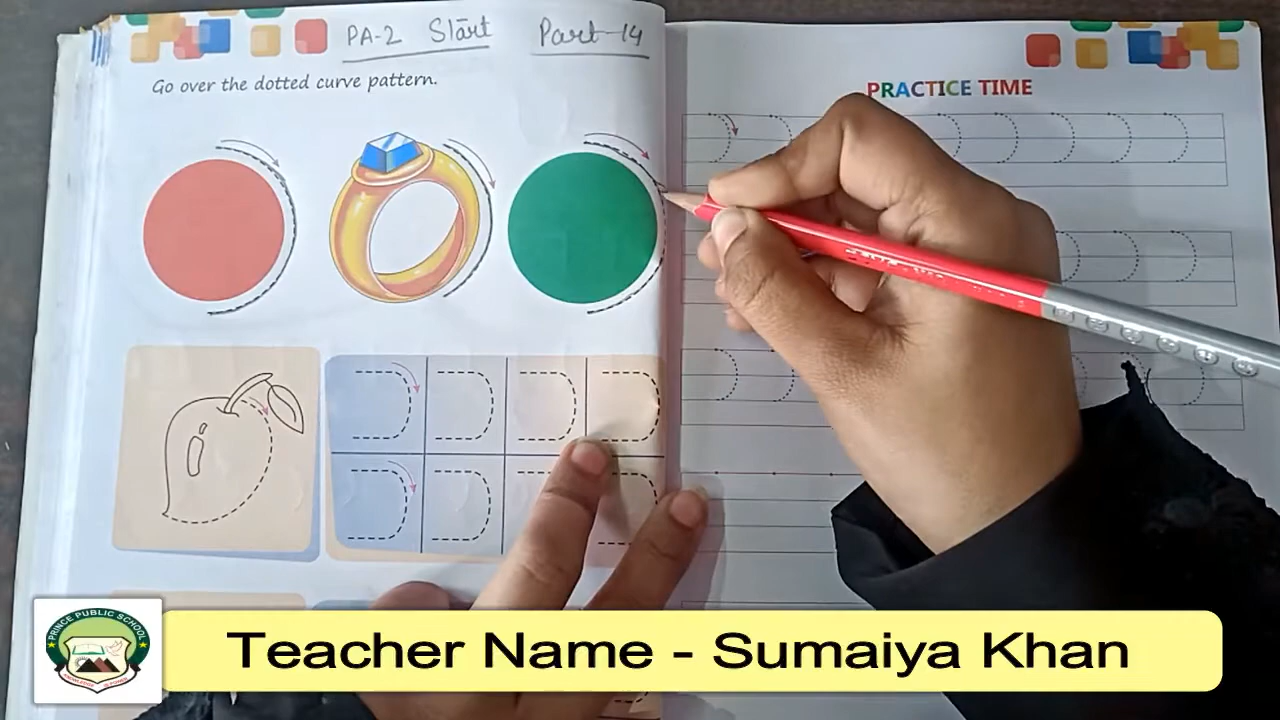 PA-2 Start Part-14
Go over the dotted curve pattern.
PRACTICE TIME
PRINCE PUBLIC SCHOOL
Teacher Name - Sumaiya Khan